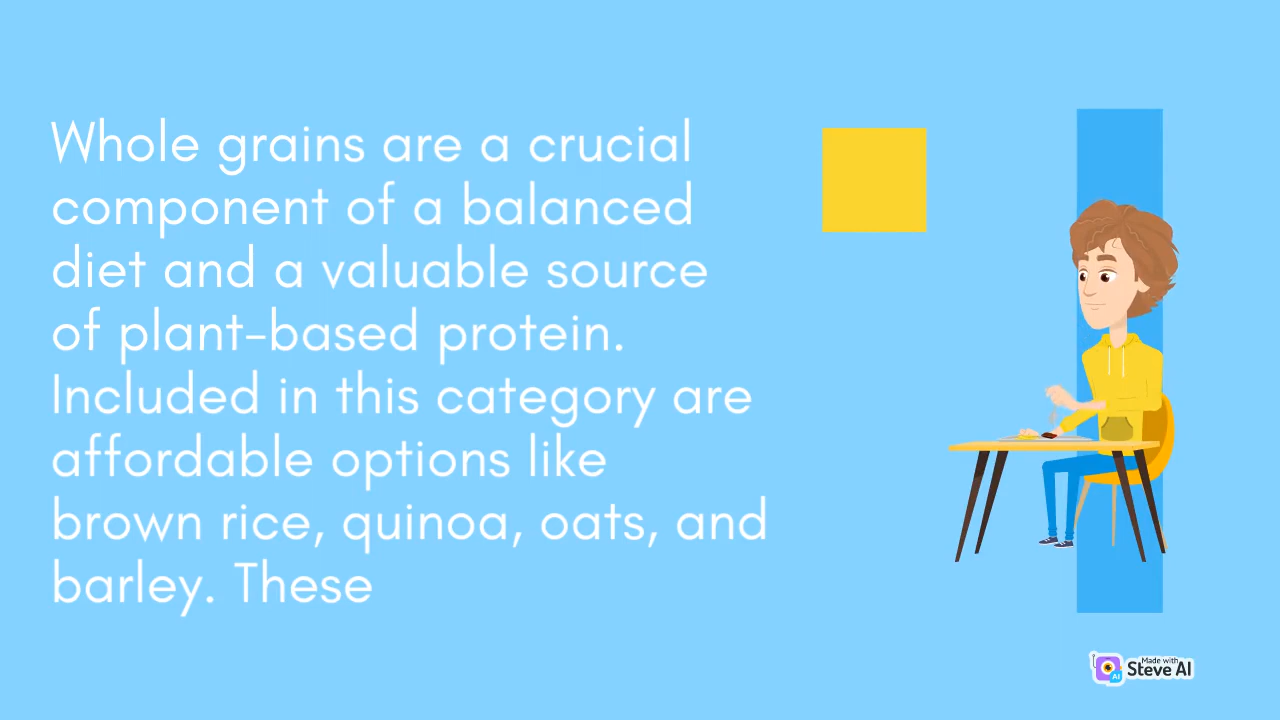 Whole grains are a crucial
component of a balanced
diet and a valuable source
of plant-based protein.
Included in this category are
affordable options like
brown rice, quinoa, oats, and
barley. These
Made with
Steve AI
AI